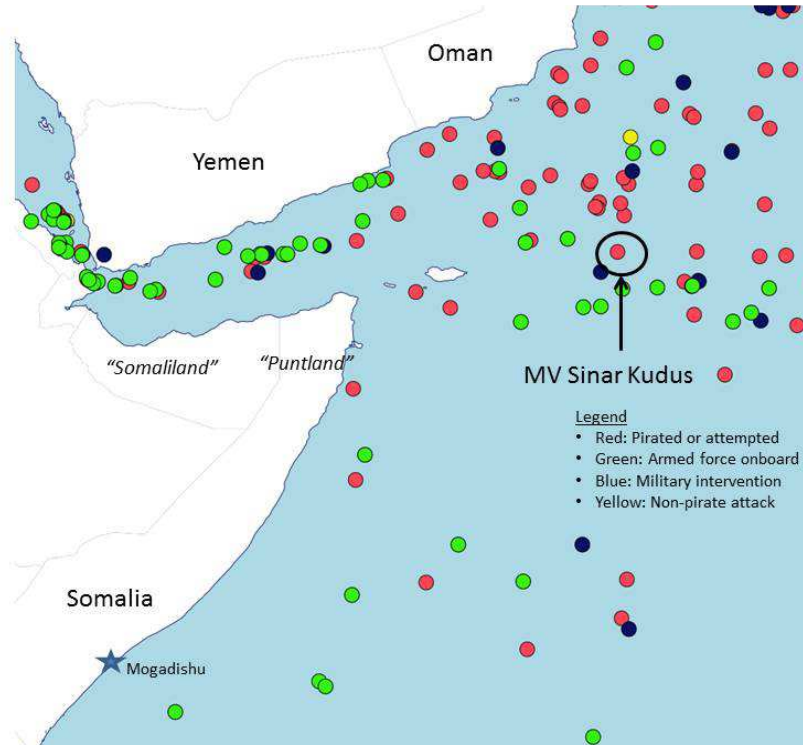 Oman
Yemen
“Somaliland”
“Puntland”
MV Sinar Kudus
Legend
• Red: Pirated or attempted
• Green: Armed force onboard
• Blue: Military intervention
• Yellow: Non-pirate attack
Somalia
Mogadishu